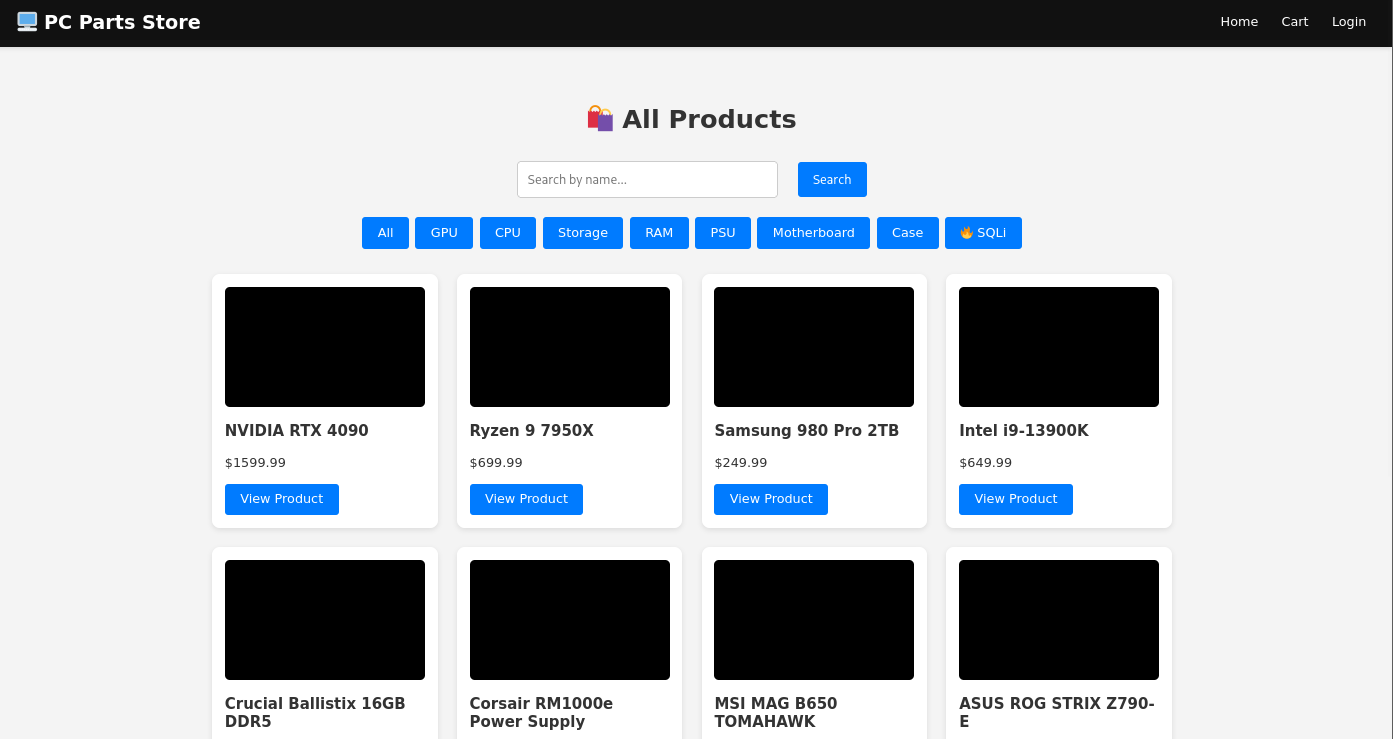 PC Parts Store
Home Cart Login
All Products
Search by name... Search
All GPU CPU Storage RAM PSU Motherboard Case 🔥 SQLi
NVIDIA RTX 4090
$1599.99
View Product
Ryzen 9 7950X
$699.99
View Product
Samsung 980 Pro 2TB
$249.99
View Product
Intel i9-13900K
$649.99
View Product
Crucial Ballistix 16GB
DDR5
Corsair RM1000e
Power Supply
MSI MAG B650
TOMAHAWK
ASUS ROG STRIX Z790-
E